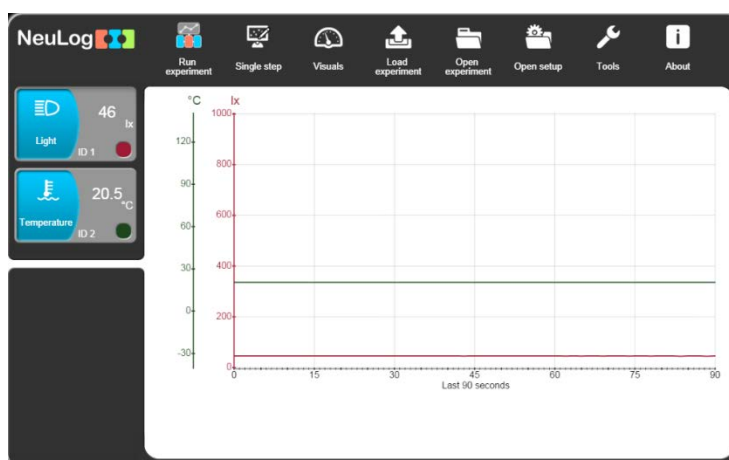 NeuLog
Run experiment
Single step
Visuals
Load experiment
Open experiment
Open setup
Tools
About
46 lx
Light
ID 1
20.5 °C
Temperature
ID 2
°C
lx
120
90
60
30
0
-30
1000
800
600
400
200
0
0 15 30 45 60 75 90
Last 90 seconds